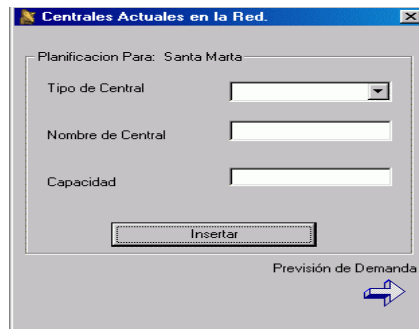 Centrales Actuales en la Red.
Planificacion Para: Santa Marta
Tipo de Central
Nombre de Central
Capacidad
Insertar
Previsión de Demanda